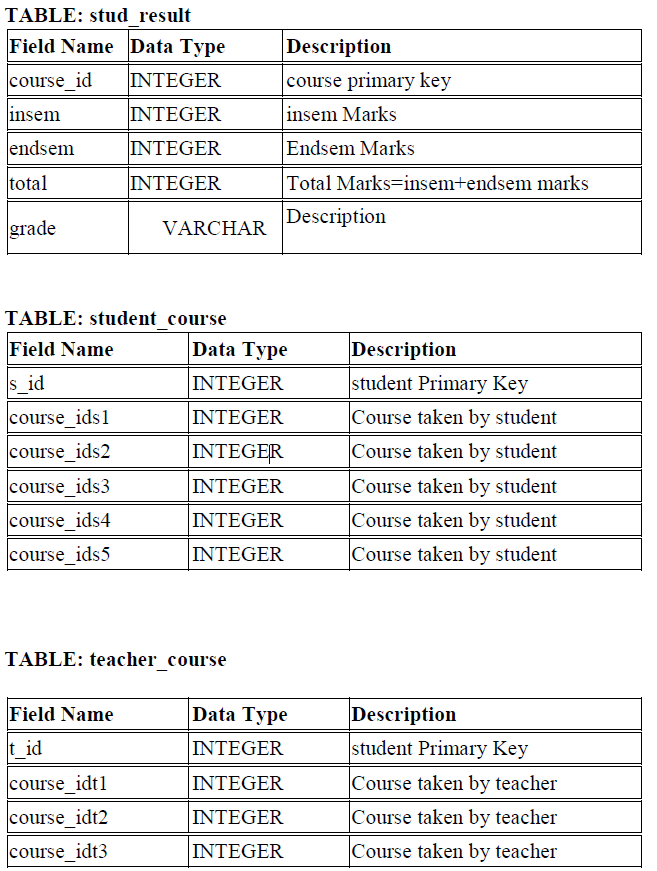 TABLE: stud_result
Field Name Data Type Description
course_id INTEGER course primary key
insem INTEGER insem Marks
endsem INTEGER Endsem Marks
total INTEGER Total Marks=insem+endsem marks
grade VARCHAR Description
TABLE: student_course
Field Name Data Type Description
s_id INTEGER student Primary Key
course_ids1 INTEGER Course taken by student
course_ids2 INTEGER Course taken by student
course_ids3 INTEGER Course taken by student
course_ids4 INTEGER Course taken by student
course_ids5 INTEGER Course taken by student
TABLE: teacher_course
Field Name Data Type Description
t_id INTEGER student Primary Key
course_idt1 INTEGER Course taken by teacher
course_idt2 INTEGER Course taken by teacher
course_idt3 INTEGER Course taken by teacher